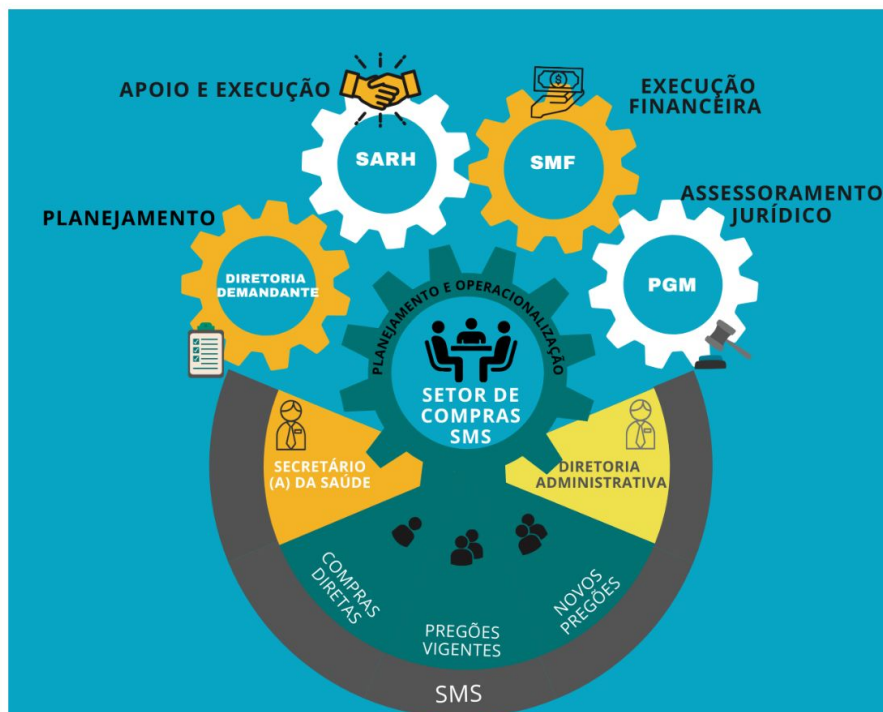 APOIO E EXECUÇÃO
EXECUÇÃO
FINANCEIRA
SARH
SMF
ASSESSORAMENTO
JURÍDICO
PLANEJAMENTO
DIRETORIA
DEMANDANTE
PGM
PLANEJAMENTO E OPERACIONALIZAÇÃO
SETOR DE
COMPRAS
SMS
SECRETÁRIO
(A) DA SAÚDE
DIRETORIA
ADMINISTRATIVA
COMPRAS
DIRETAS
PREGÕES
VIGENTES
NOVOS
PREGÕES
SMS